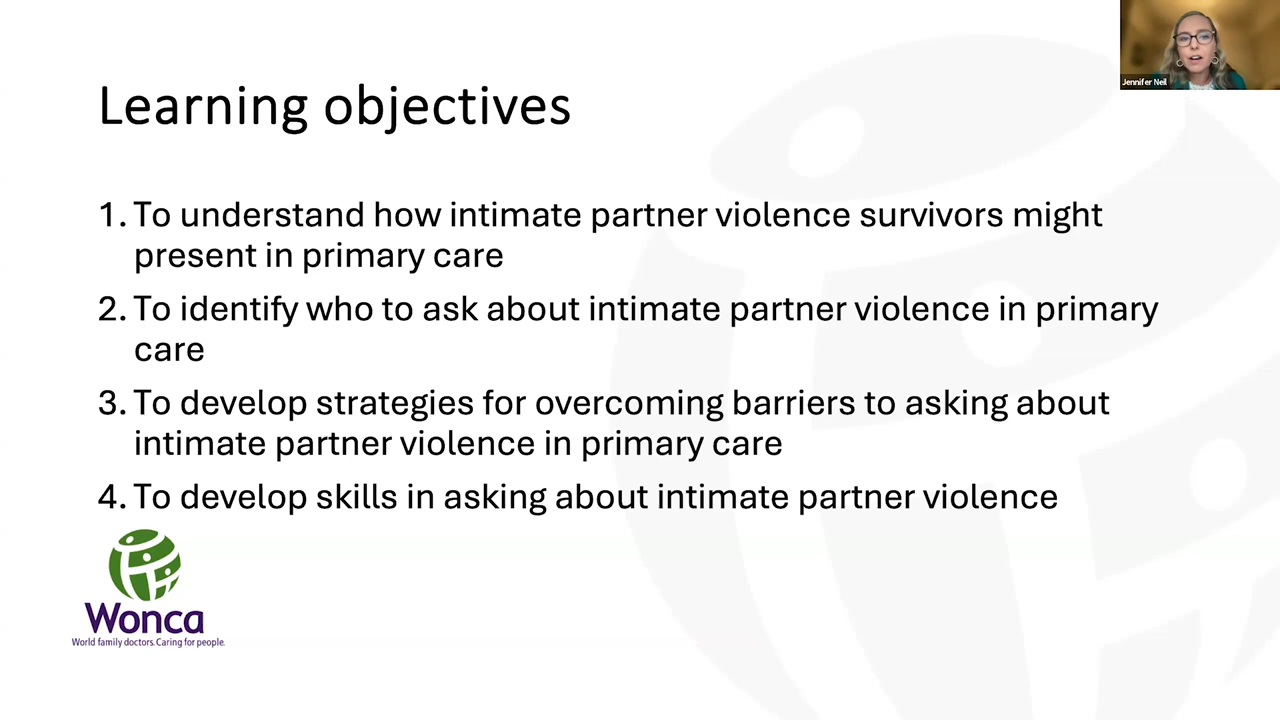 Jennifer Neil
Learning objectives
1. To understand how intimate partner violence survivors might
present in primary care
2. To identify who to ask about intimate partner violence in primary
care
3. To develop strategies for overcoming barriers to asking about
intimate partner violence in primary care
4. To develop skills in asking about intimate partner violence
Wonca
World family doctors. Caring for people.